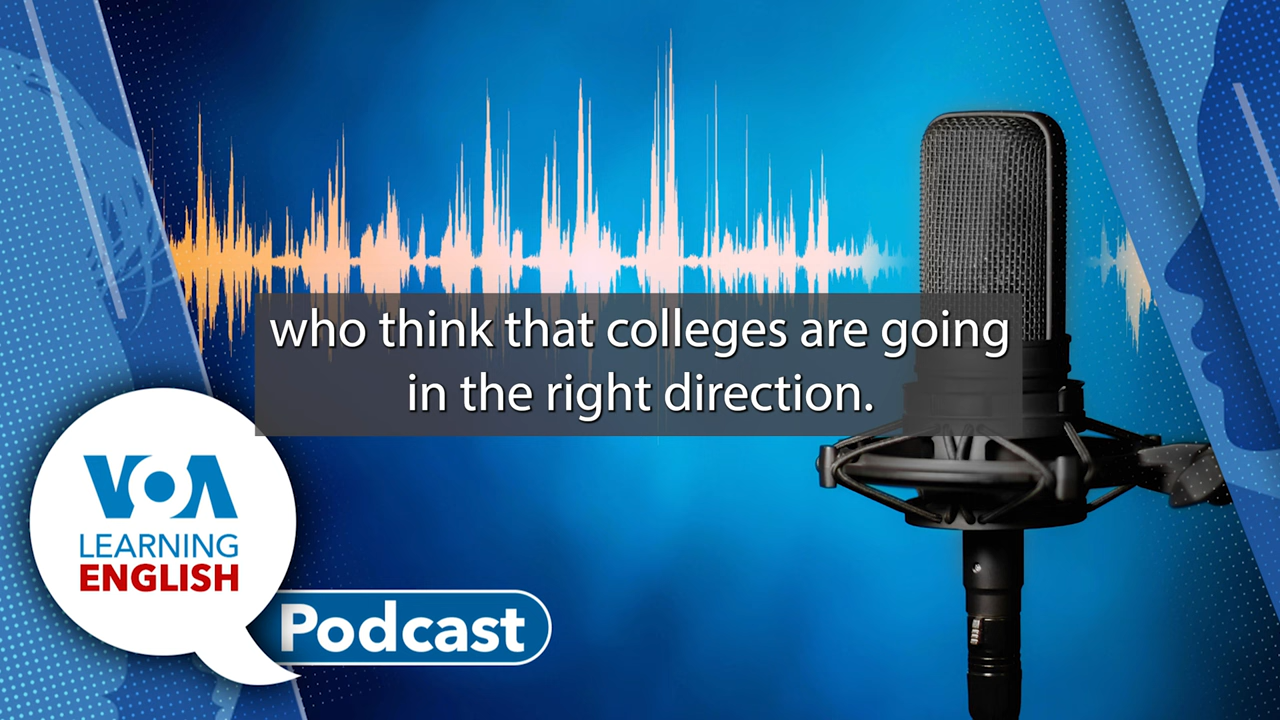 who think that colleges are going
in the right direction.
VOA
LEARNING
ENGLISH
Podcast